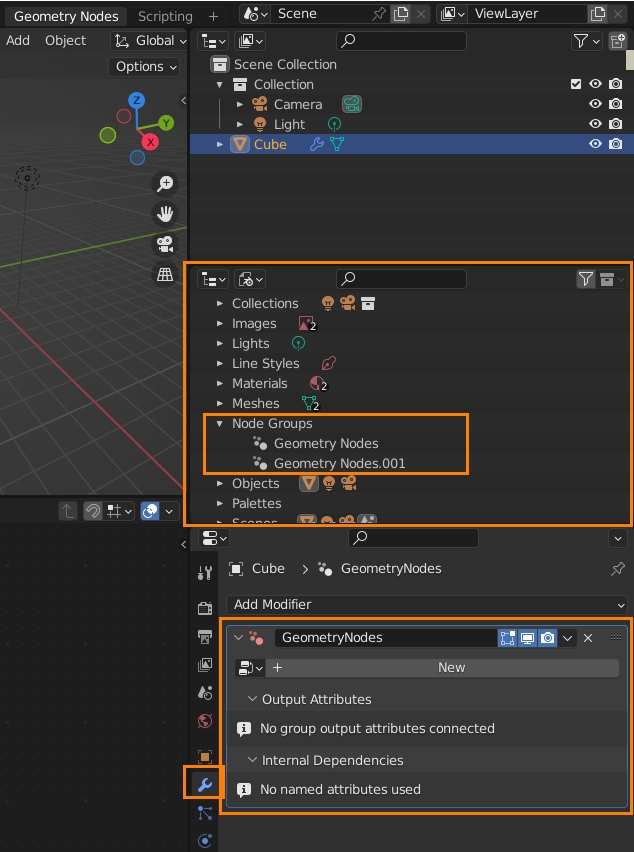 Geometry Nodes Scripting + Scene ViewLayer
Add Object Global
Options
Z
Y
X
Scene Collection
Collection
Camera
Light
Cube
Collections
Images 2
Lights
Line Styles
Materials 2
Meshes 2
Node Groups
Geometry Nodes
Geometry Nodes.001
Objects
Palettes
Scenes
Cube > GeometryNodes
Add Modifier
GeometryNodes
+ New
Output Attributes
No group output attributes connected
Internal Dependencies
No named attributes used